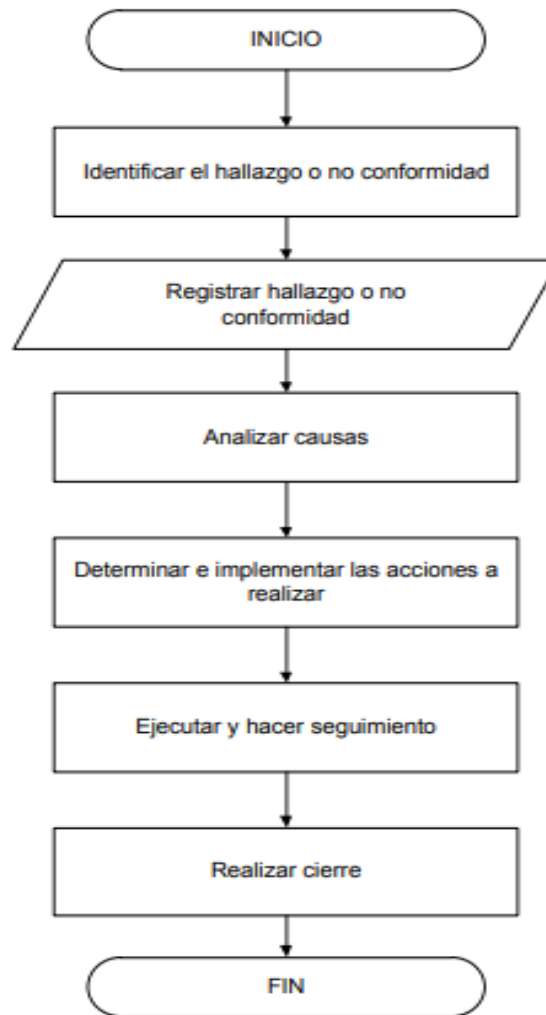 INICIO
Identificar el hallazgo o no conformidad
Registrar hallazgo o no
conformidad
Analizar causas
Determinar e implementar las acciones a
realizar
Ejecutar y hacer seguimiento
Realizar cierre
FIN